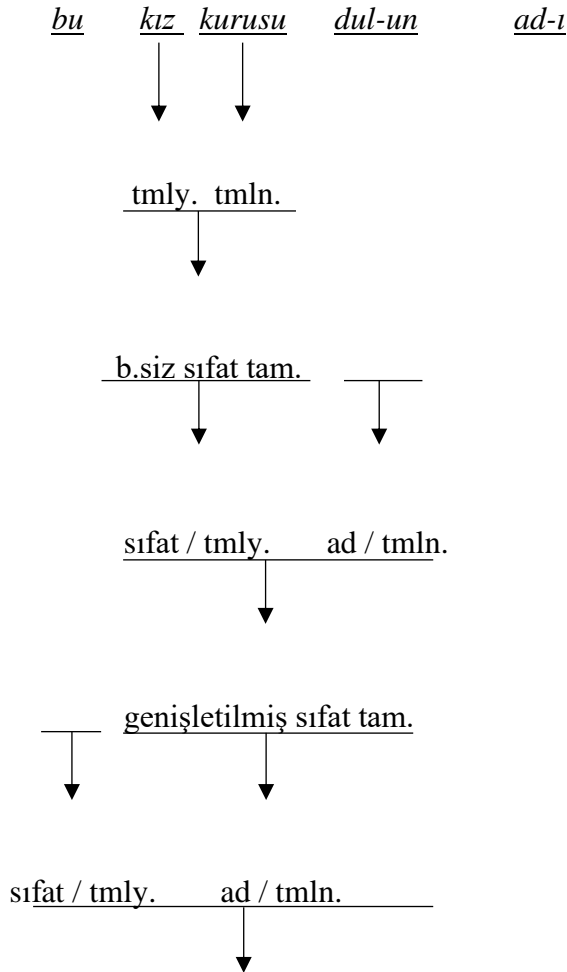 bu kız kurusu dul-un ad-ı
tmly. tmln.
b.siz sıfat tam.
sıfat / tmly. ad / tmln.
genişletilmiş sıfat tam.
sıfat / tmly. ad / tmln.